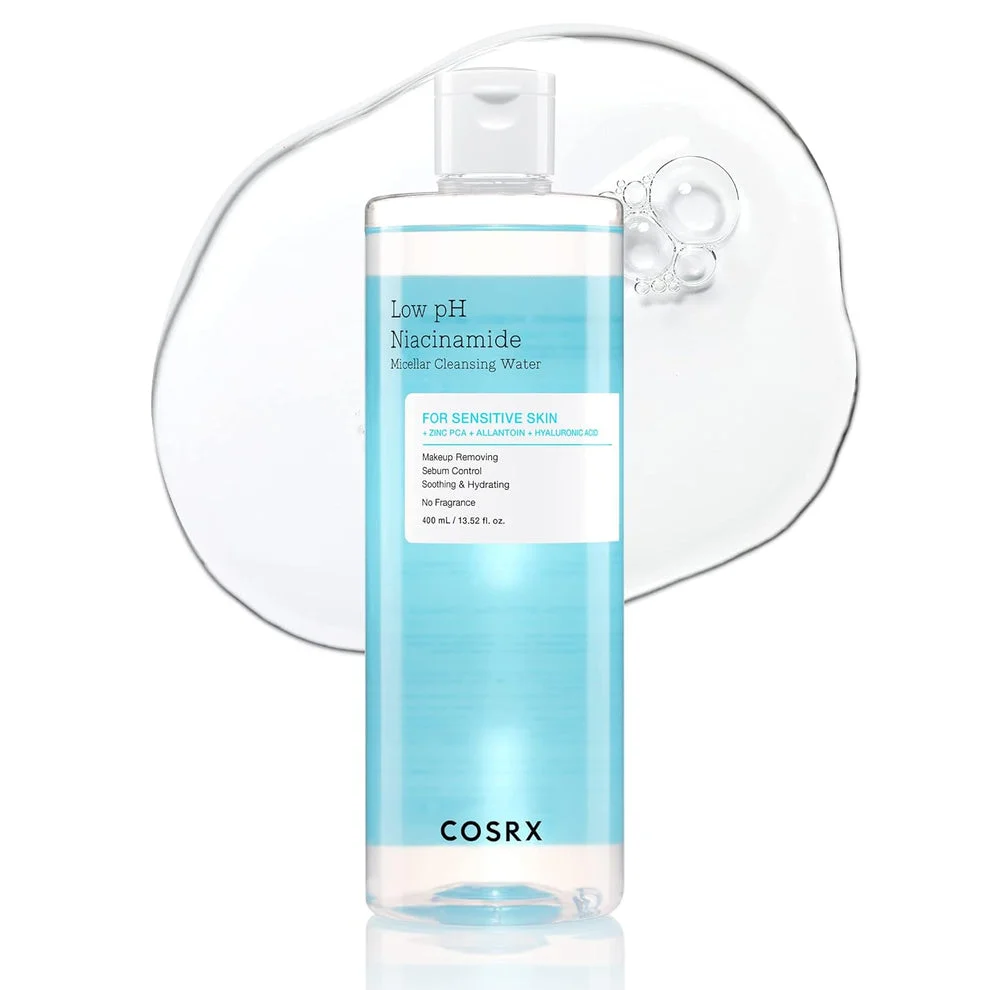 Low pH
Niacinamide
Micellar Cleansing Water
FOR SENSITIVE SKIN
+ ZINC PCA + ALLANTOIN + HYALURONIC ACID
Makeup Removing
Sebum Control
Soothing & Hydrating
No Fragrance
400 mL / 13.52 fl. oz.
COSRX